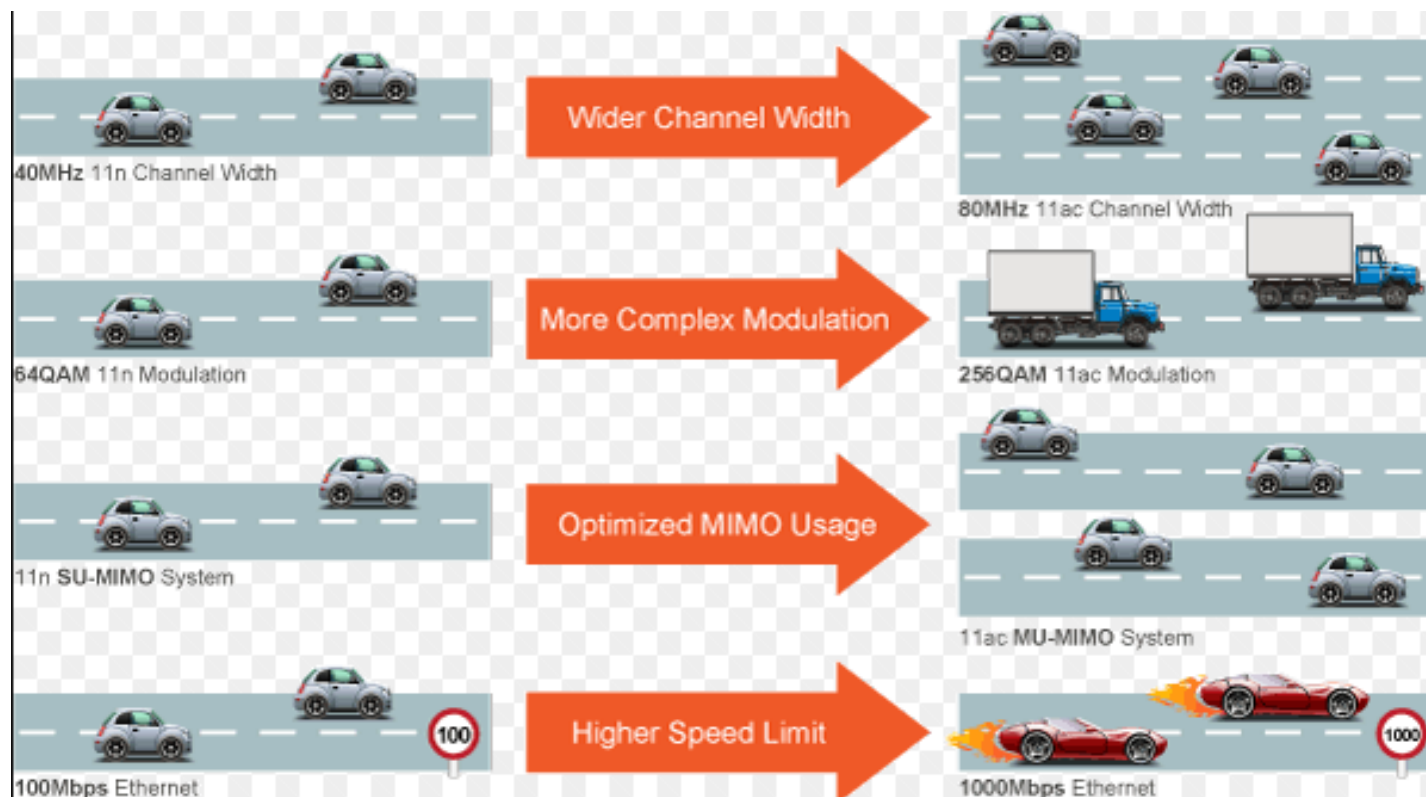 Wider Channel Width
40MHz 11n Channel Width
80MHz 11ac Channel Width
More Complex Modulation
64QAM 11n Modulation
256QAM 11ac Modulation
Optimized MIMO Usage
11n SU-MIMO System
11ac MU-MIMO System
Higher Speed Limit
100
1000
100Mbps Ethernet
1000Mbps Ethernet